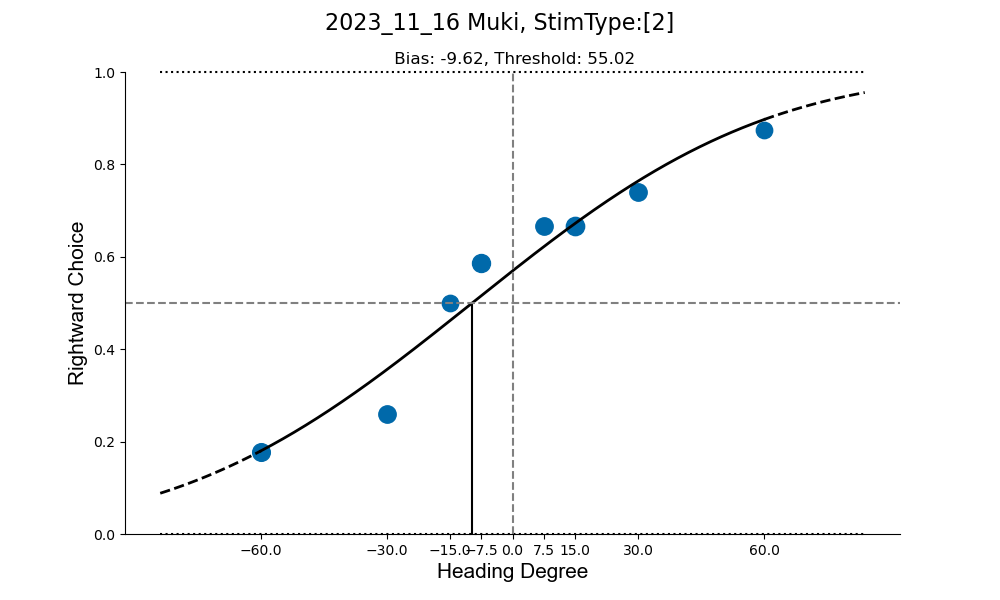 2023_11_16 Muki, StimType:[2]
Bias: -9.62, Threshold: 55.02
1.0
0.8
0.6
0.4
0.2
0.0
Rightward Choice
−60.0 −30.0 −15.0 −7.5 0.0 7.5 15.0 30.0 60.0
Heading Degree